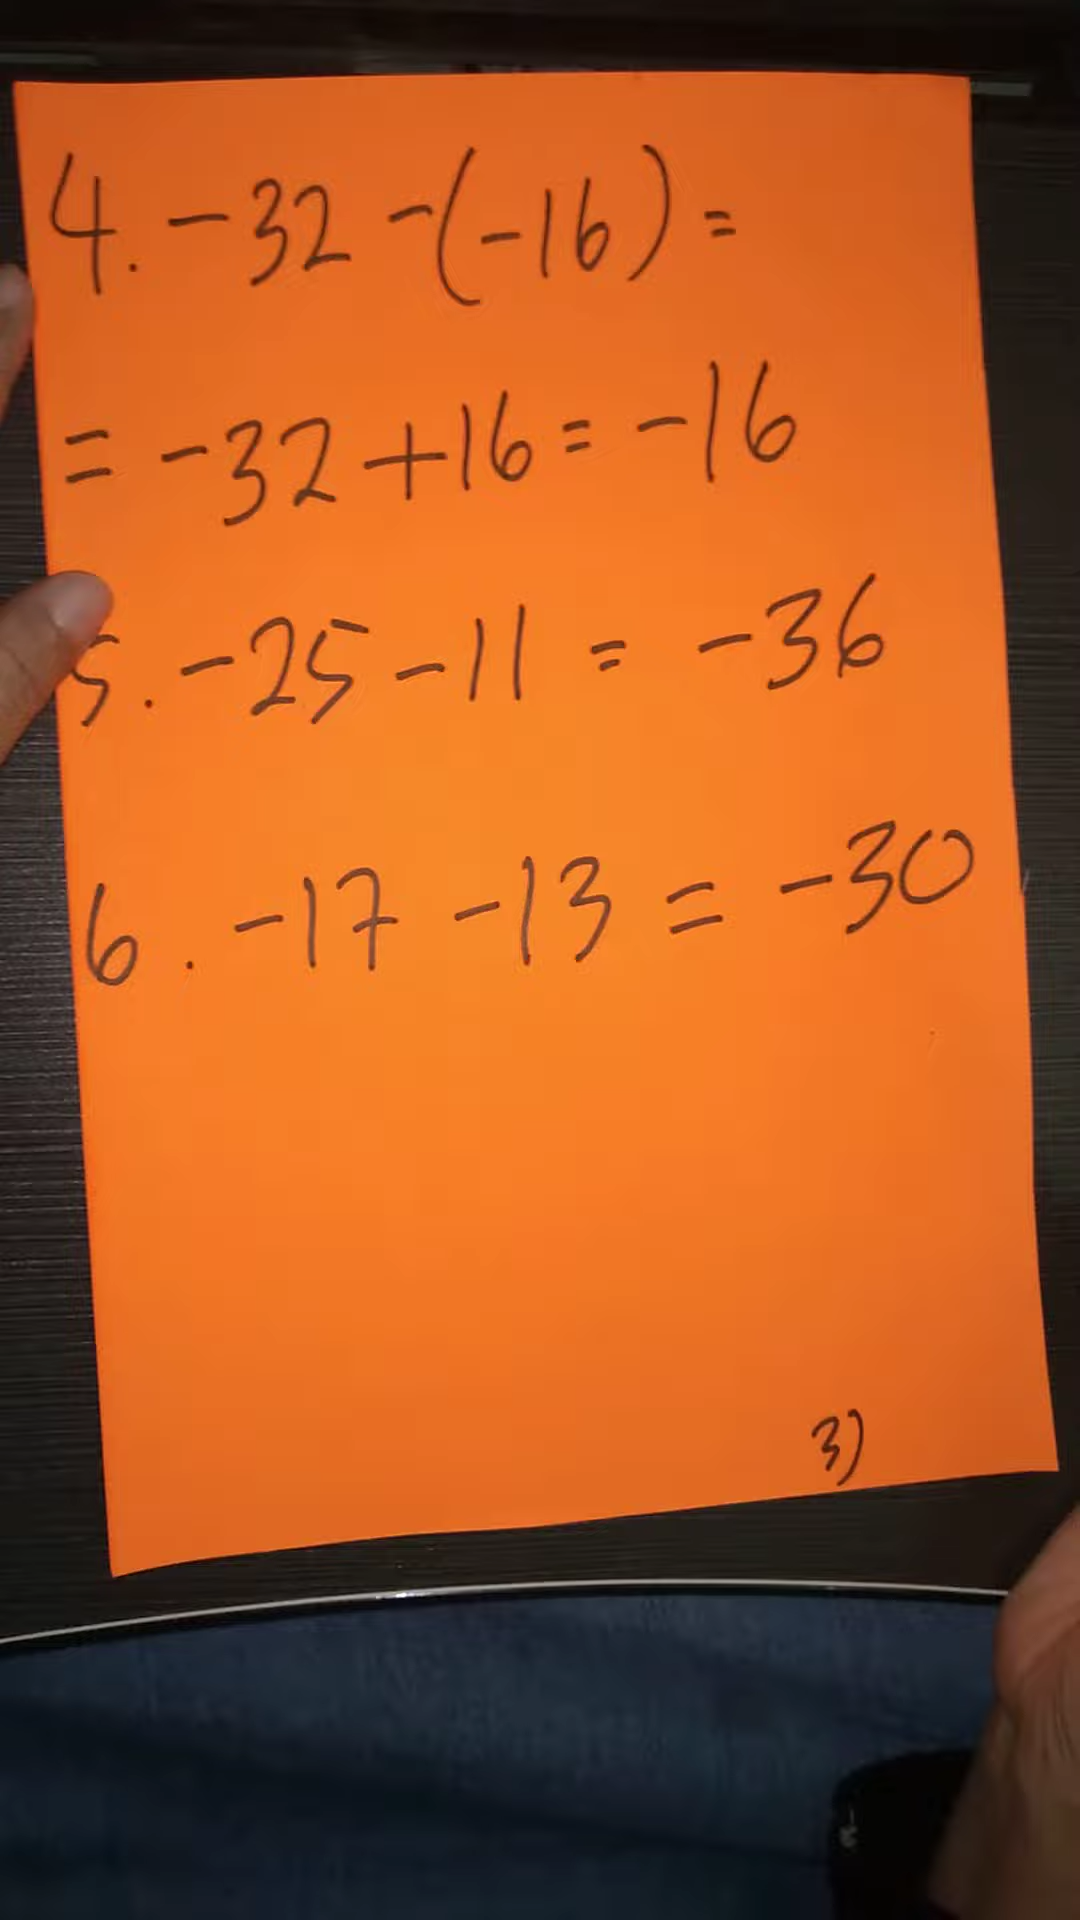 4. -32 -(-16) =
= -32 +16 = -16
5. -25 -11 = -36
6. -17 -13 = -30
3)